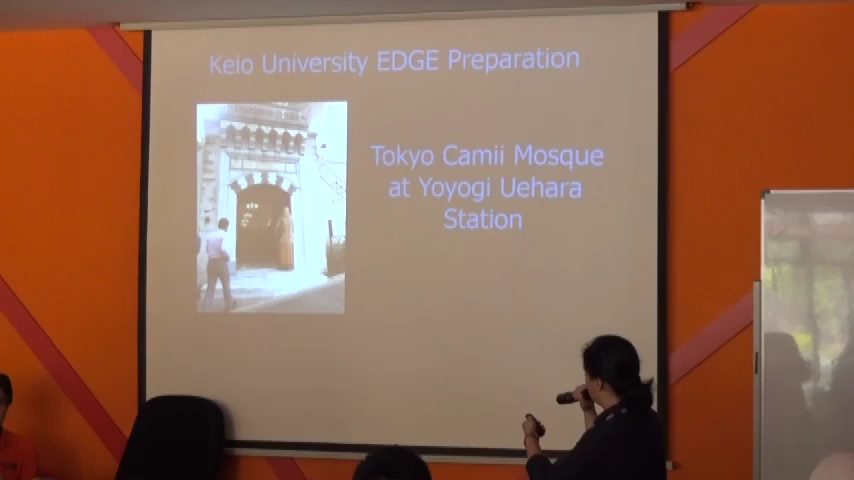 Keio University EDGE Preparation
Tokyo Camii Mosque
at Yoyogi Uehara
Station